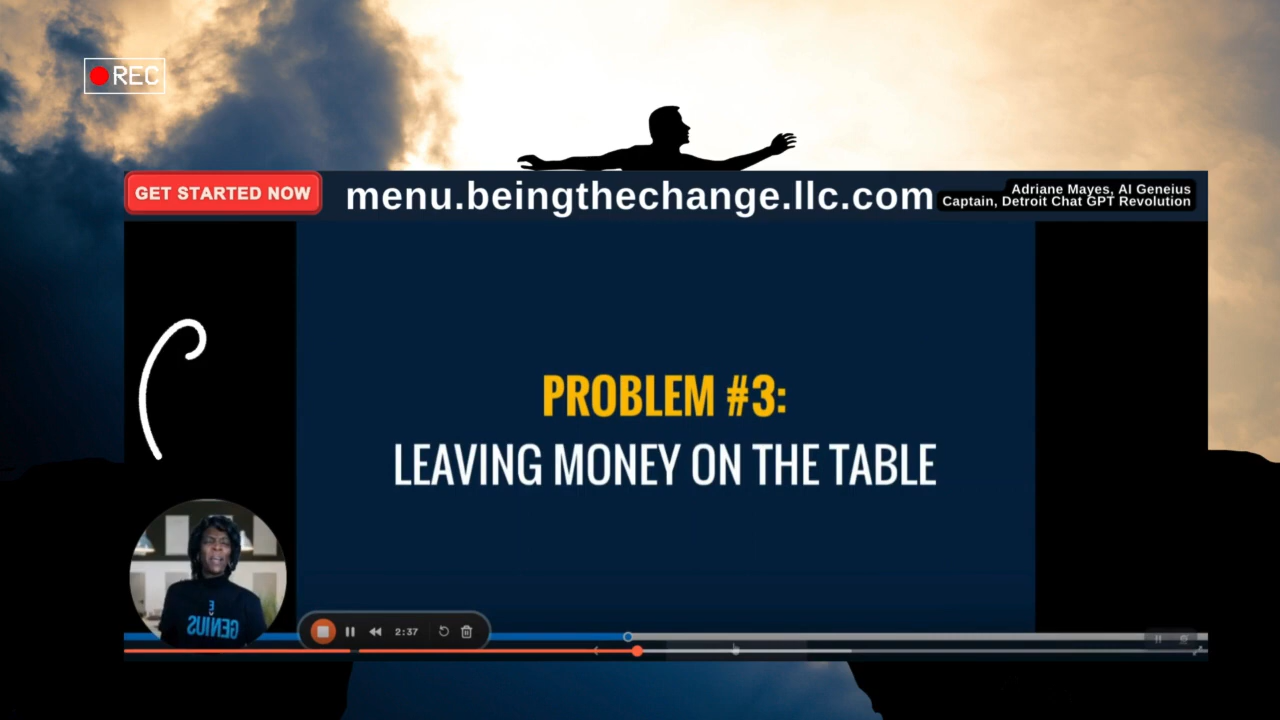 REC
GET STARTED NOW
menu.beingthechange.llc.com
Adriane Mayes, AI Geneius
Captain, Detroit Chat GPT Revolution
PROBLEM #3:
LEAVING MONEY ON THE TABLE
GENIUS
2:37